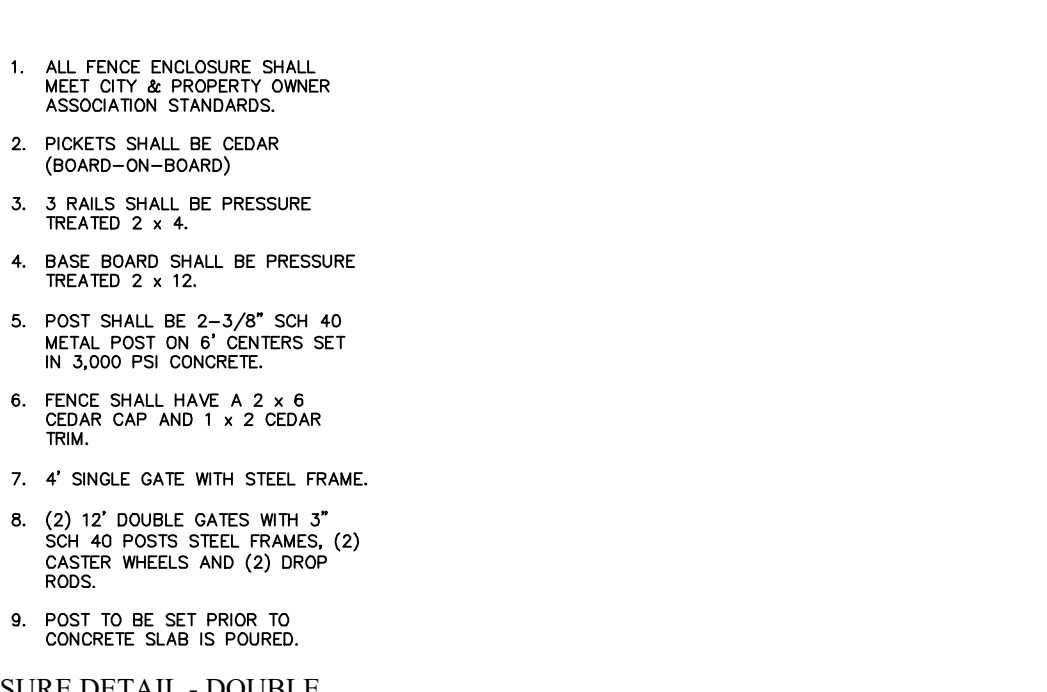 1. ALL FENCE ENCLOSURE SHALL
MEET CITY & PROPERTY OWNER
ASSOCIATION STANDARDS.
2. PICKETS SHALL BE CEDAR
(BOARD-ON-BOARD)
3. 3 RAILS SHALL BE PRESSURE
TREATED 2 x 4.
4. BASE BOARD SHALL BE PRESSURE
TREATED 2 x 12.
5. POST SHALL BE 2-3/8" SCH 40
METAL POST ON 6' CENTERS SET
IN 3,000 PSI CONCRETE.
6. FENCE SHALL HAVE A 2 x 6
CEDAR CAP AND 1 x 2 CEDAR
TRIM.
7. 4' SINGLE GATE WITH STEEL FRAME.
8. (2) 12' DOUBLE GATES WITH 3"
SCH 40 POSTS STEEL FRAMES, (2)
CASTER WHEELS AND (2) DROP
RODS.
9. POST TO BE SET PRIOR TO
CONCRETE SLAB IS POURED.
SURE DETAIL - DOUBLE